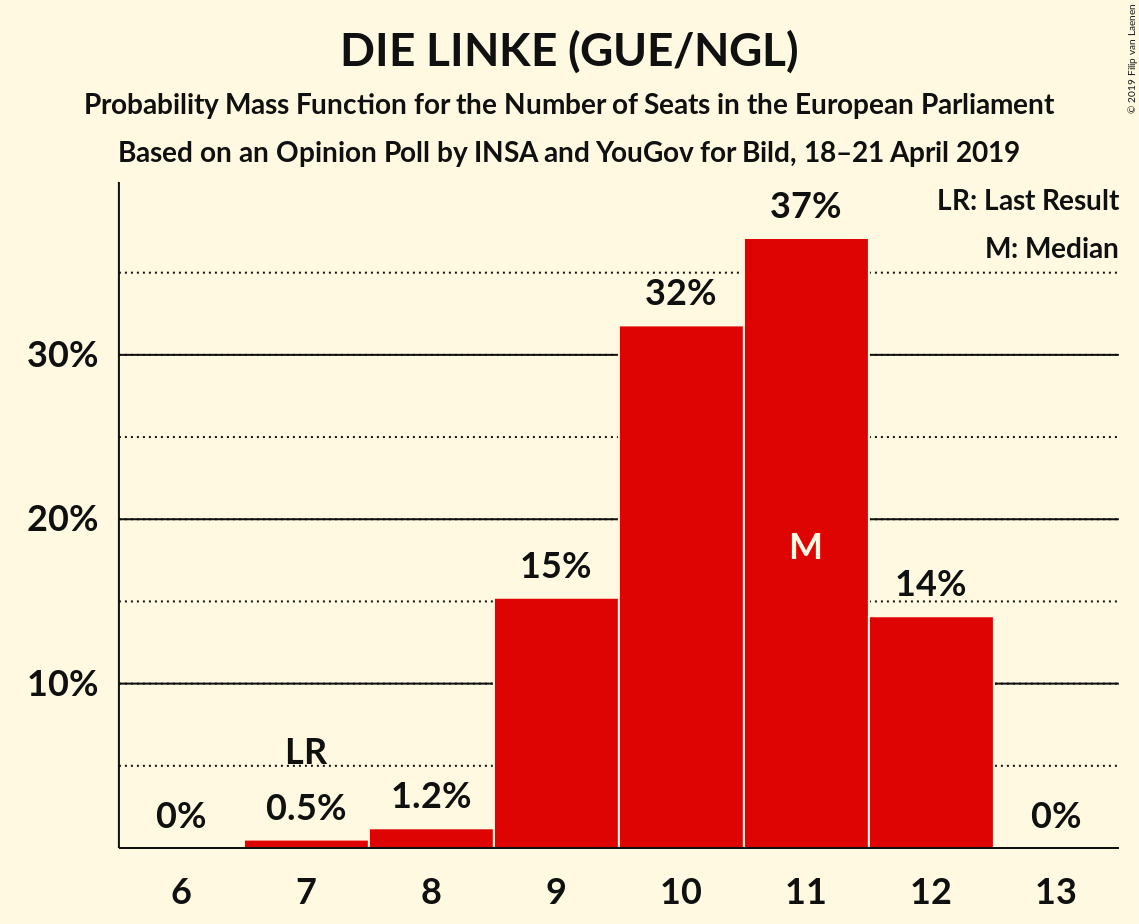 DIE LINKE (GUE/NGL)
Probability Mass Function for the Number of Seats in the European Parliament
Based on an Opinion Poll by INSA and YouGov for Bild, 18–21 April 2019
© 2019 Filip van Laenen
LR: Last Result
M: Median
37%
32%
30%
20%
15%
M
14%
10%
LR
0%
0.5%
1.2%
0%
6 7 8 9 10 11 12 13